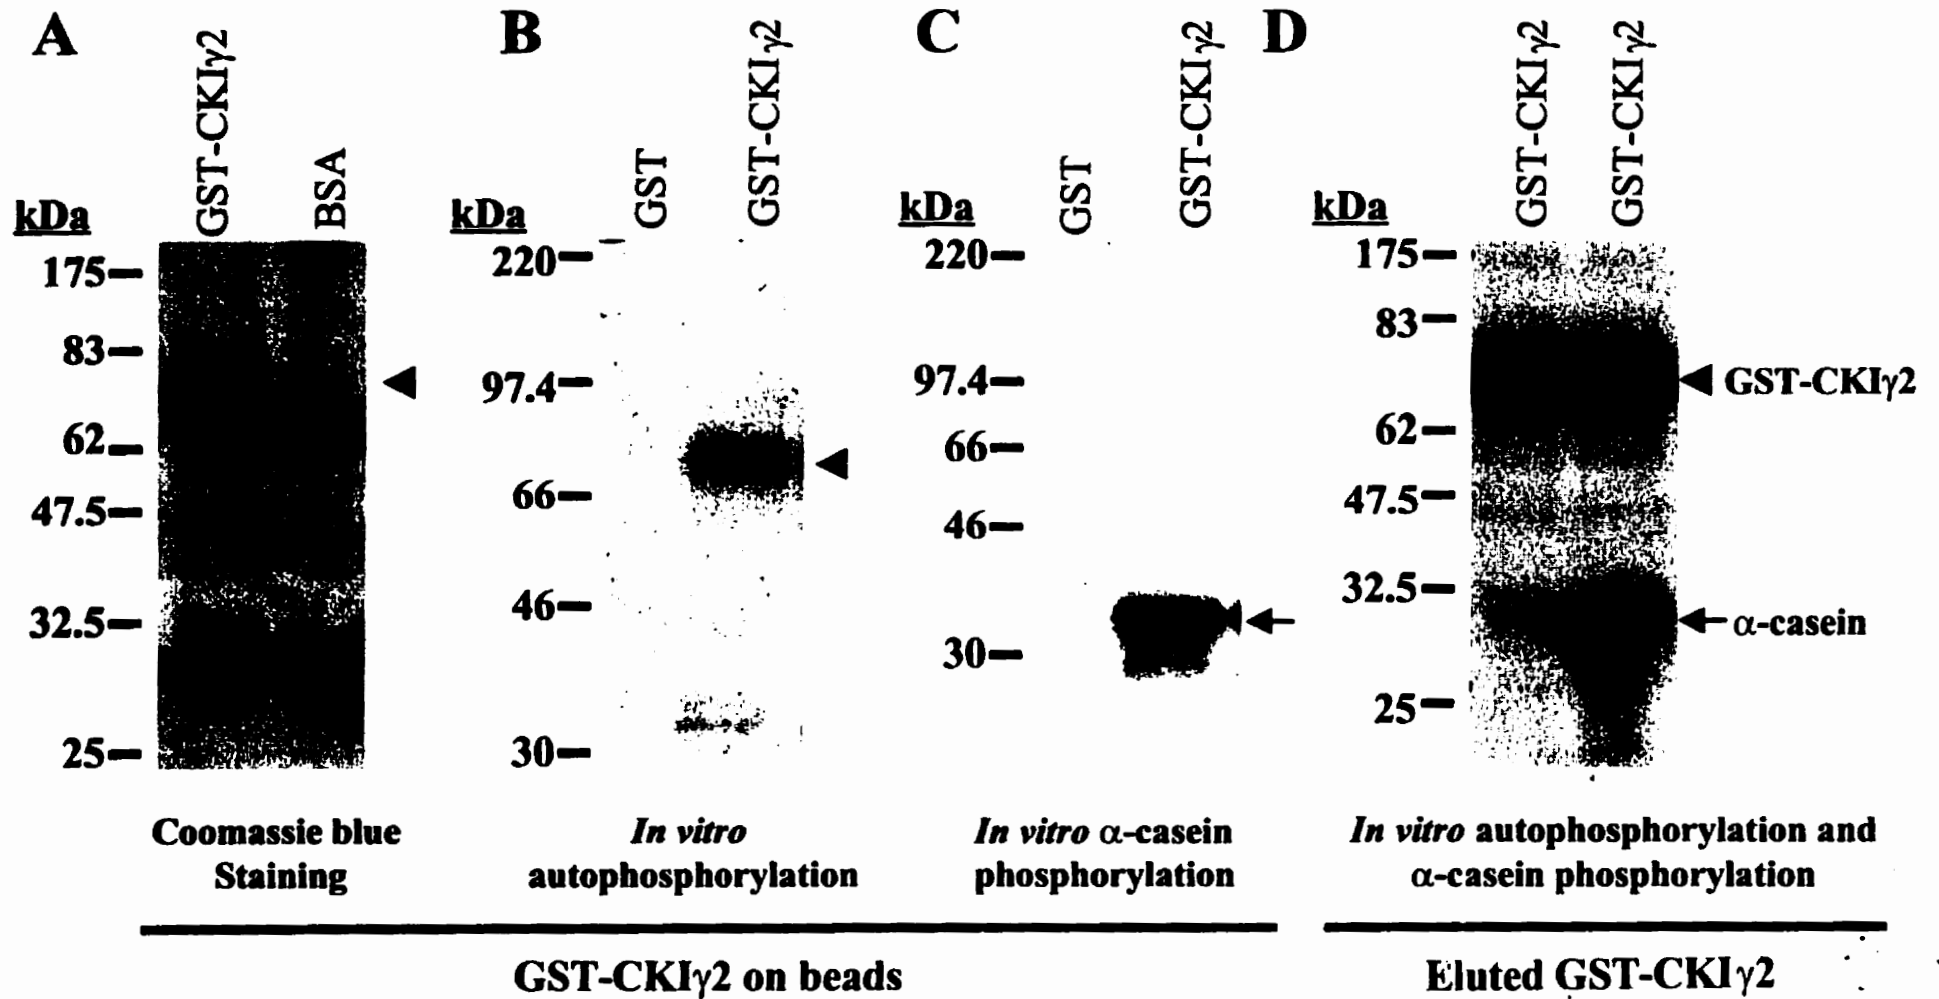 A
GST-CKIγ2
BSA
kDa
175
83
62
47.5
32.5
25
Coomassie blue
Staining
B
GST
GST-CKIγ2
kDa
220
97.4
66
46
30
In vitro
autophosphorylation
C
GST
GST-CKIγ2
kDa
220
97.4
66
46
30
In vitro α-casein
phosphorylation
GST-CKIγ2 on beads
D
GST-CKIγ2
GST-CKIγ2
kDa
175
83
62
47.5
32.5
25
GST-CKIγ2
α-casein
In vitro autophosphorylation and
α-casein phosphorylation
Eluted GST-CKIγ2